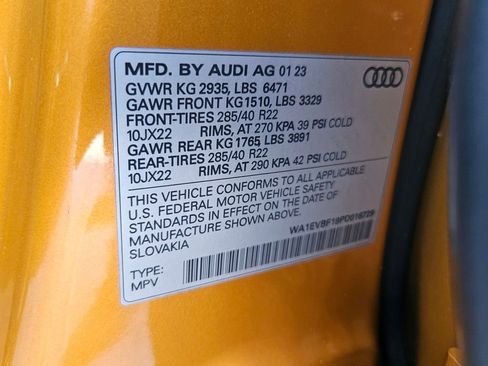 MFD. BY AUDI AG 01 23
GVWR KG 2935, LBS 6471
GAWR FRONT KG1510, LBS 3329
FRONT-TIRES 285/40 R22
10JX22 RIMS, AT 270 KPA 39 PSI COLD
GAWR REAR KG1765, LBS 3891
REAR-TIRES 285/40 R22
10JX22 RIMS, AT 290 KPA 42 PSI COLD
THIS VEHICLE CONFORMS TO ALL APPLICABLE
U.S. FEDERAL MOTOR VEHICLE SAFETY
STANDARDS IN EFFECT ON THE DATE OF
MANUFACTURE SHOWN ABOVE.
SLOVAKIA
WA1EVBF18PD016729
TYPE:
MPV